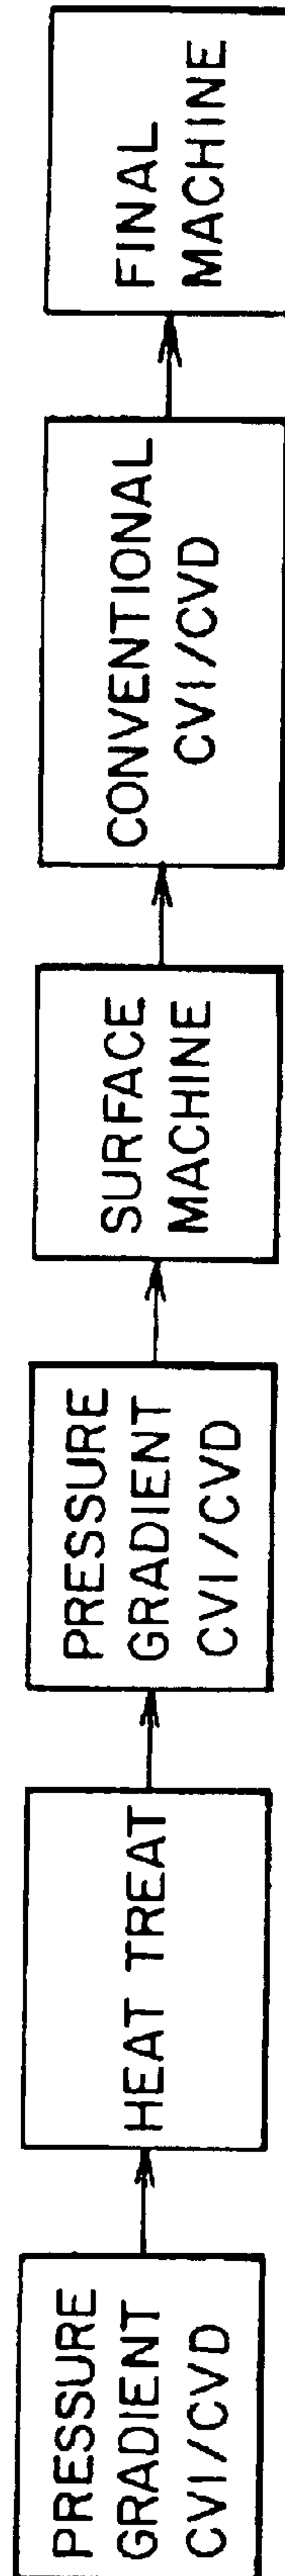 PRESSURE
GRADIENT
CVI/CVD
HEAT TREAT
PRESSURE
GRADIENT
CVI/CVD
SURFACE
MACHINE
CONVENTIONAL
CVI/CVD
FINAL
MACHINE